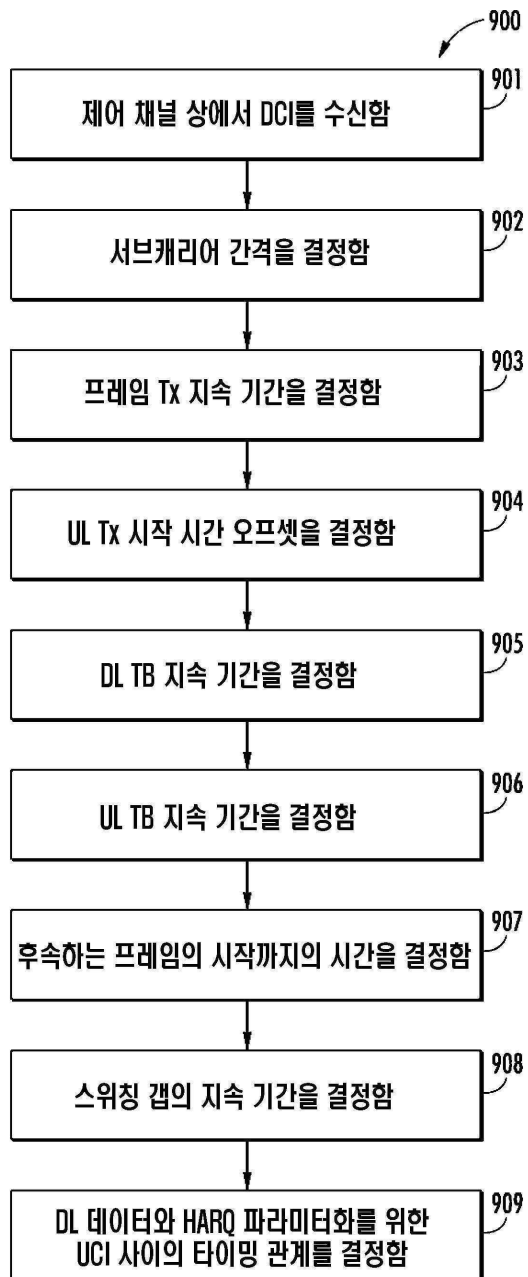 900
901
제어 채널 상에서 DCI를 수신함
902
서브캐리어 간격을 결정함
903
프레임 Tx 지속 기간을 결정함
904
UL Tx 시작 시간 오프셋을 결정함
905
DL TB 지속 기간을 결정함
906
UL TB 지속 기간을 결정함
907
후속하는 프레임의 시작까지의 시간을 결정함
908
스위칭 갭의 지속 기간을 결정함
909
DL 데이터와 HARQ 파라미터화를 위한
UCI 사이의 타이밍 관계를 결정함